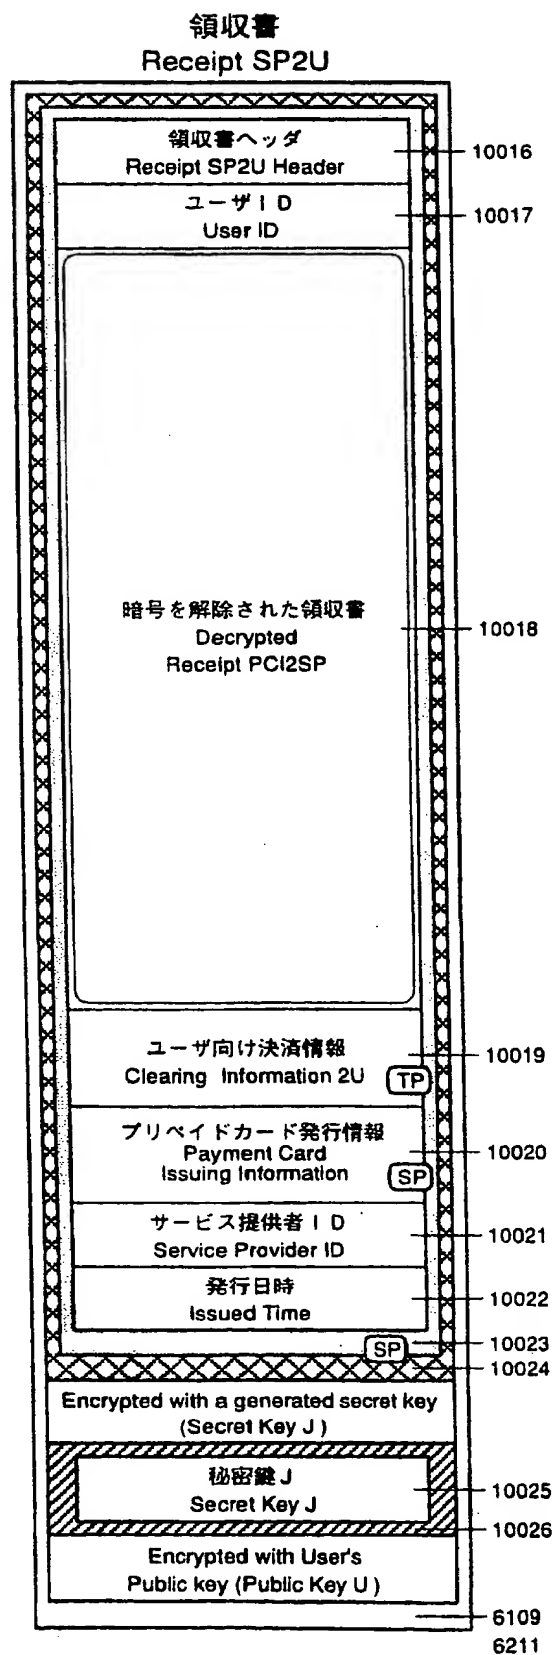 領収書
Receipt SP2U
領収書ヘッダ
Receipt SP2U Header
10016
ユーザID
User ID
10017
暗号を解除された領収書
Decrypted
Receipt PCI2SP
10018
ユーザ向け決済情報
Clearing Information 2U
TP
10019
プリペイドカード発行情報
Payment Card
Issuing Information
SP
10020
サービス提供者ID
Service Provider ID
10021
発行日時
Issued Time
10022
SP
10023
10024
Encrypted with a generated secret key
(Secret Key J )
秘密鍵J
Secret Key J
10025
10026
Encrypted with User's
Public key (Public Key U )
6109
6211